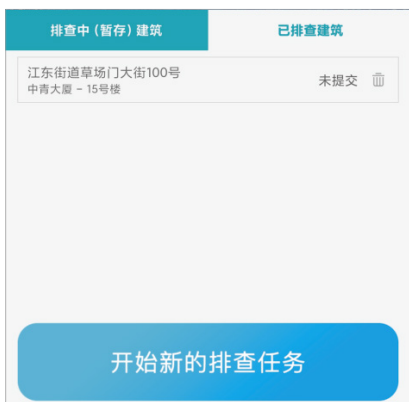 排查中（暂存）建筑
已排查建筑
江东街道草场门大街100号
未提交
中青大厦 - 15号楼
开始新的排查任务